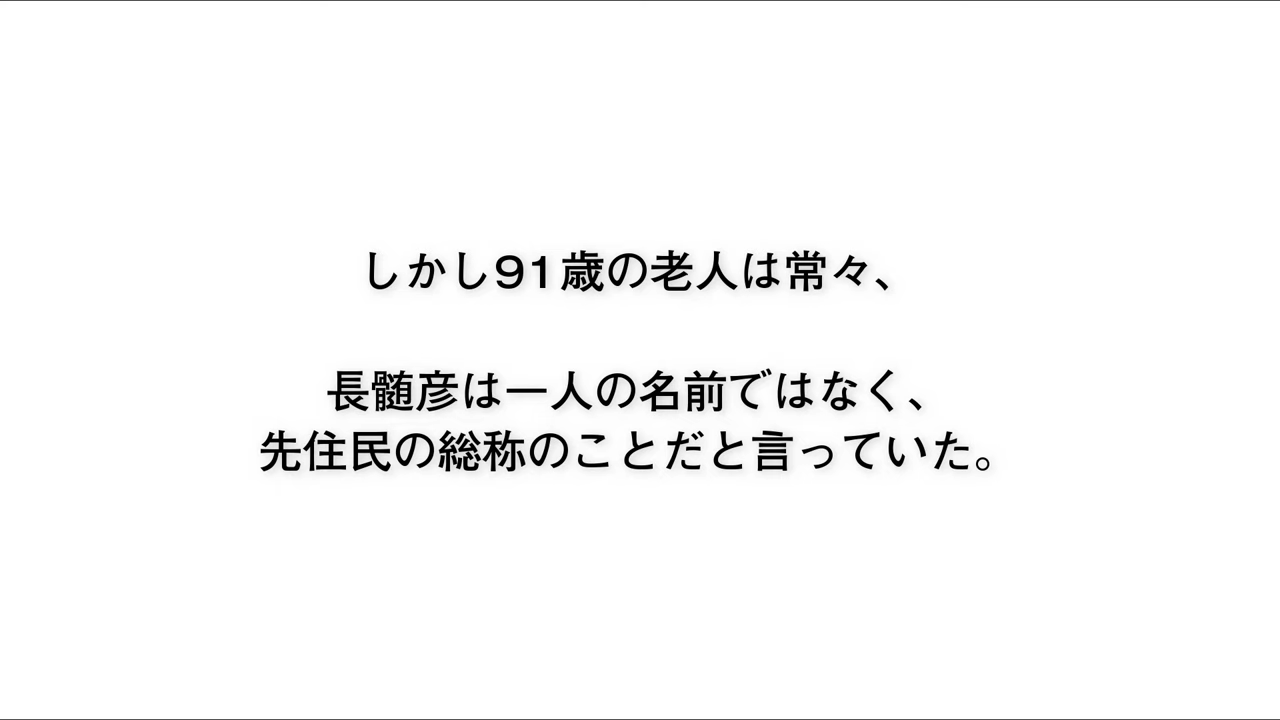 しかし91歳の老人は常々、
長髄彦は一人の名前ではなく、
先住民の総称のことだと言っていた。